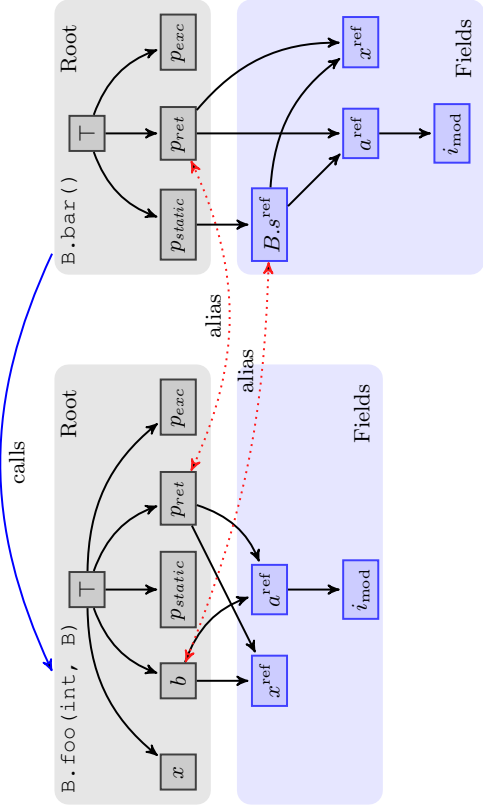 calls
B.foo(int, B)
Root
B.bar()
Root
⊤
⊤
x
b
p_static
p_ret
p_exc
p_static
p_ret
p_exc
alias
alias
x^ref
a^ref
B.s^ref
i_mod
Fields
a^ref
x^ref
i_mod
Fields